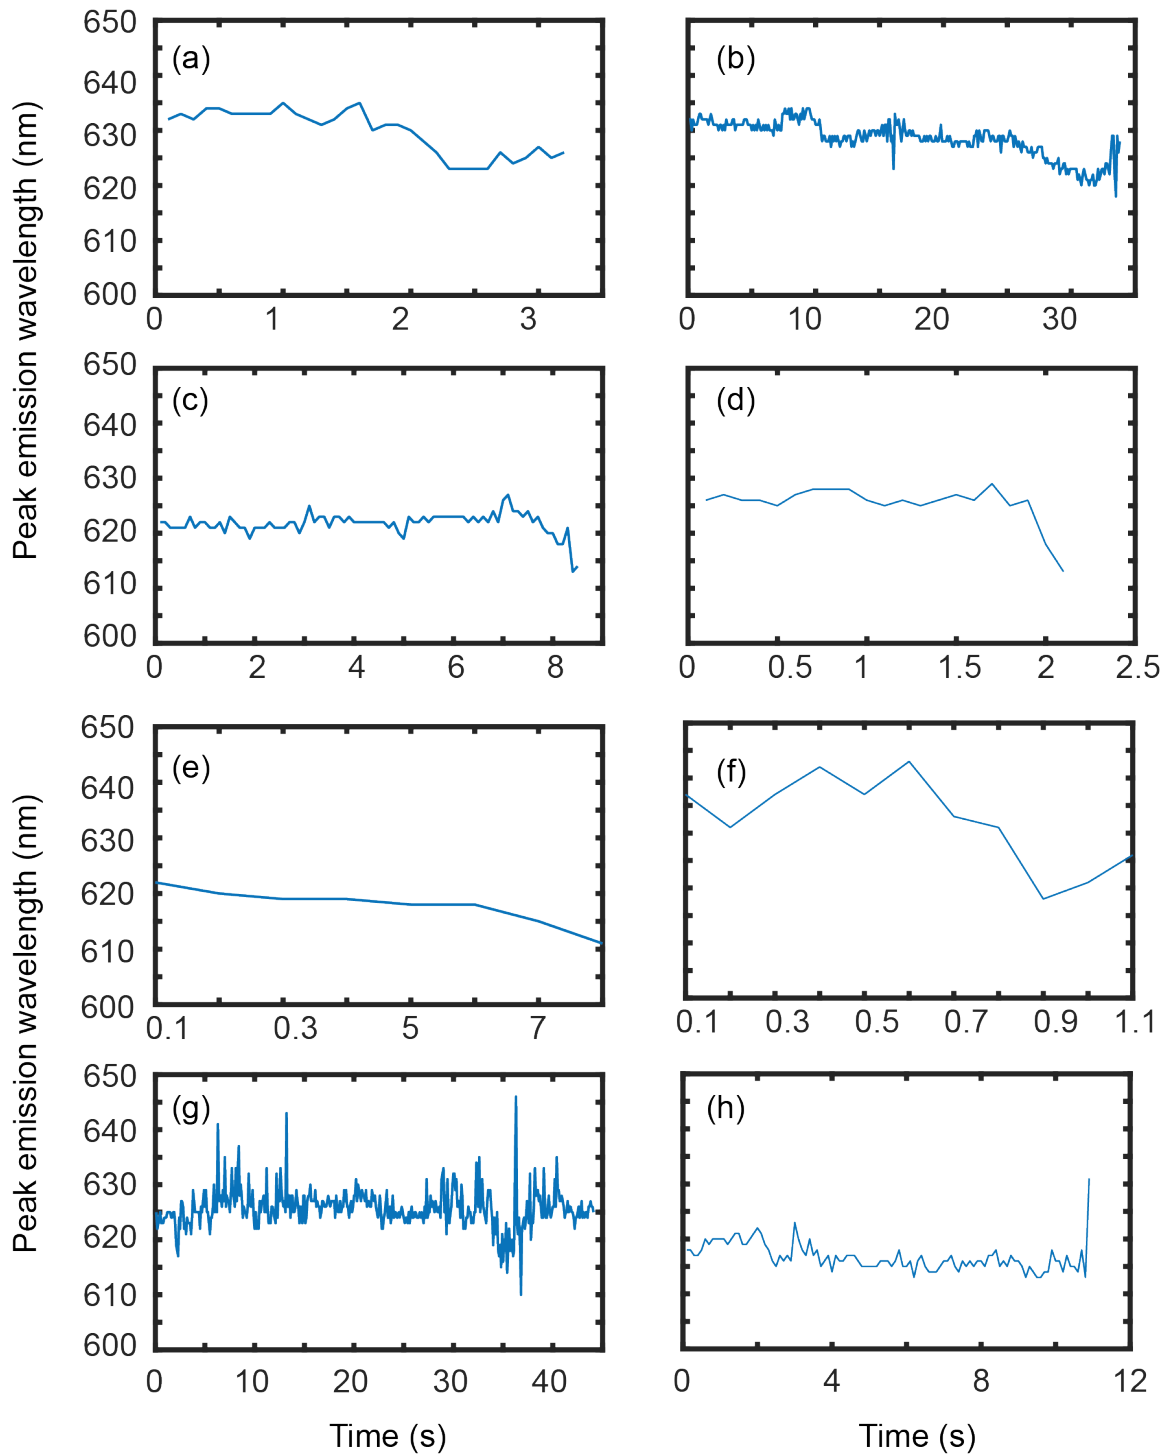 650
640
630
620
610
600
(a)
0 1 2 3
(b)
0 10 20 30
Peak emission wavelength (nm)
650
640
630
620
610
600
(c)
0 2 4 6 8
(d)
0 0.5 1 1.5 2 2.5
650
640
630
620
610
600
(e)
0.1 0.3 5 7
(f)
0.1 0.3 0.5 0.7 0.9 1.1
Peak emission wavelength (nm)
650
640
630
620
610
600
(g)
0 10 20 30 40
(h)
0 4 8 12
Time (s)
Time (s)